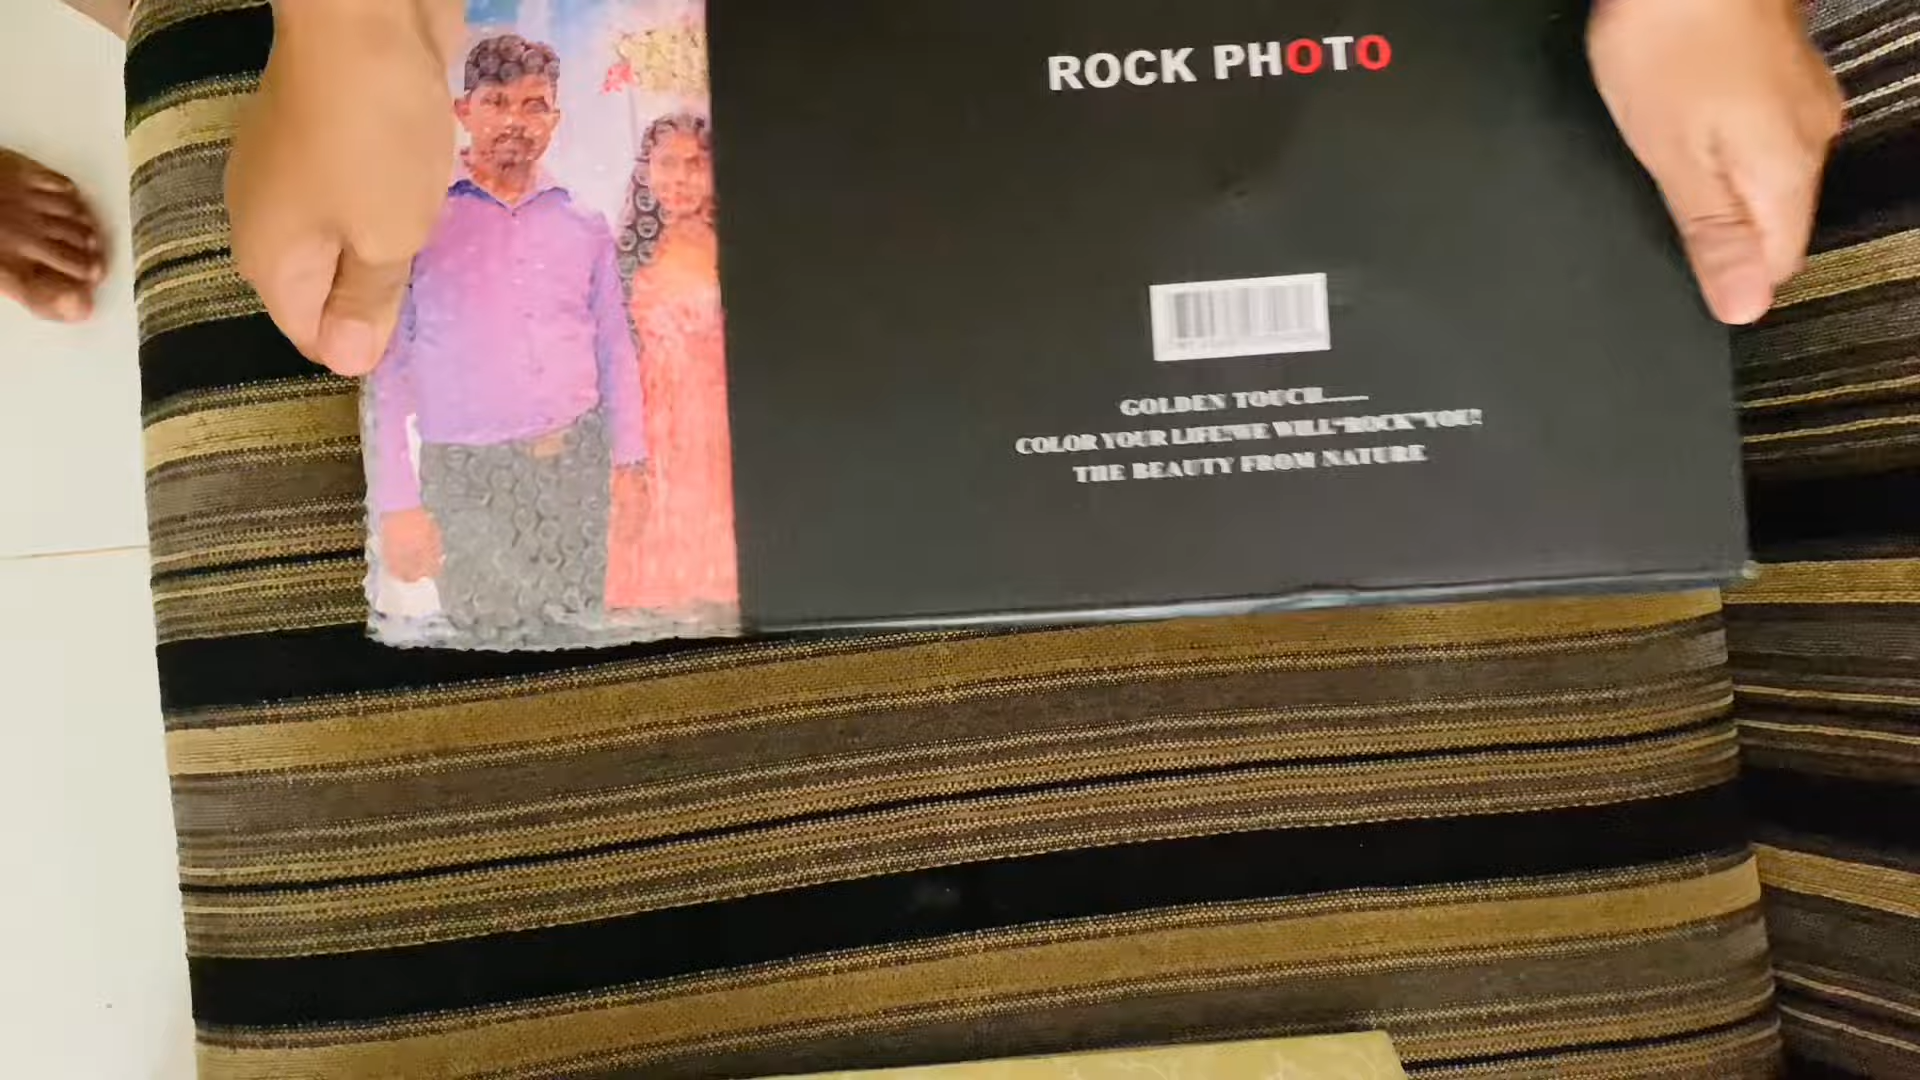 ROCK PHOTO
GOLDEN TOUCH......
COLOR YOUR LIFE!WE WILL"ROCK"YOU!
THE BEAUTY FROM NATURE